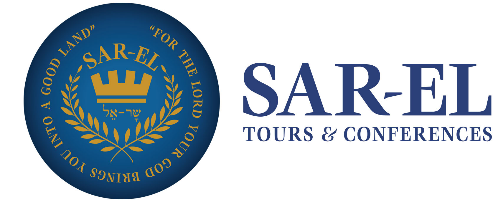 "FOR THE LORD YOUR GOD BRINGS YOU INTO A GOOD LAND"
SAR-EL
שר-אל
SAR-EL
TOURS & CONFERENCES